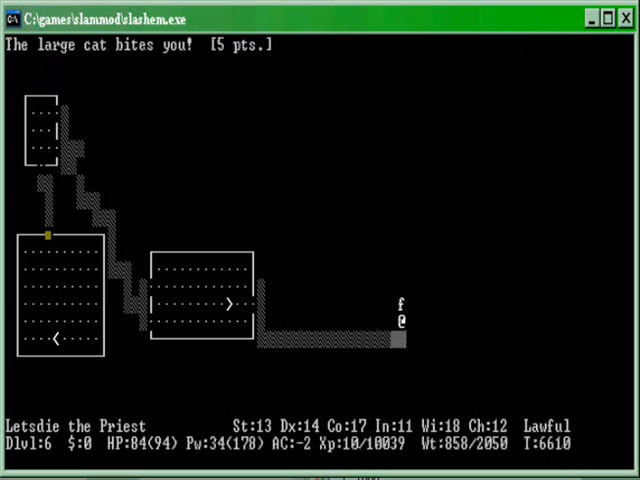 C:\games\slammod\slashem.exe
The large cat bites you! [5 pts.]
Letsdie the Priest St:13 Dx:14 Co:17 In:11 Wi:18 Ch:12 Lawful
Dlvl:6 $:0 HP:84(94) Pw:34(178) AC:-2 Xp:10/10039 Wt:858/2050 T:6610